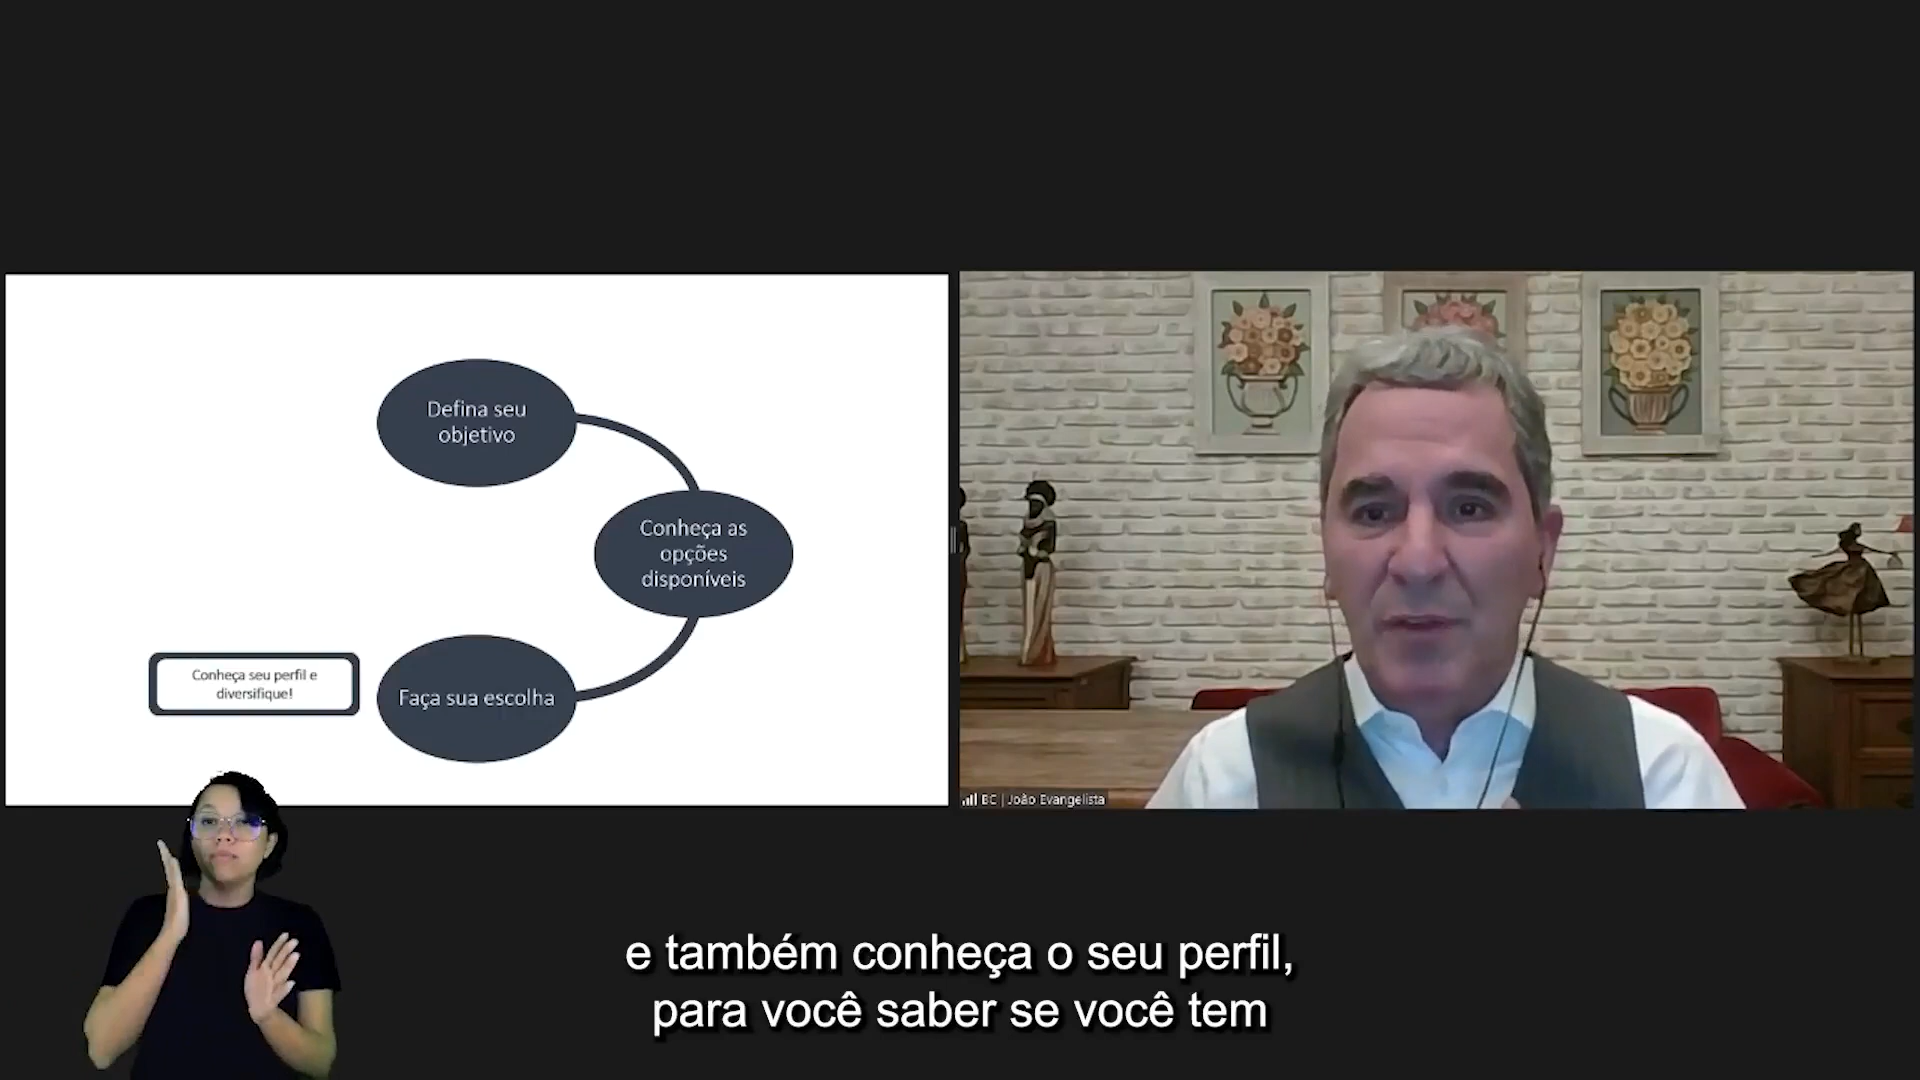 Defina seu
objetivo
Conheça as
opções
disponíveis
Faça sua escolha
Conheça seu perfil e
diversifique!
BC | João Evangelista
e também conheça o seu perfil,
para você saber se você tem